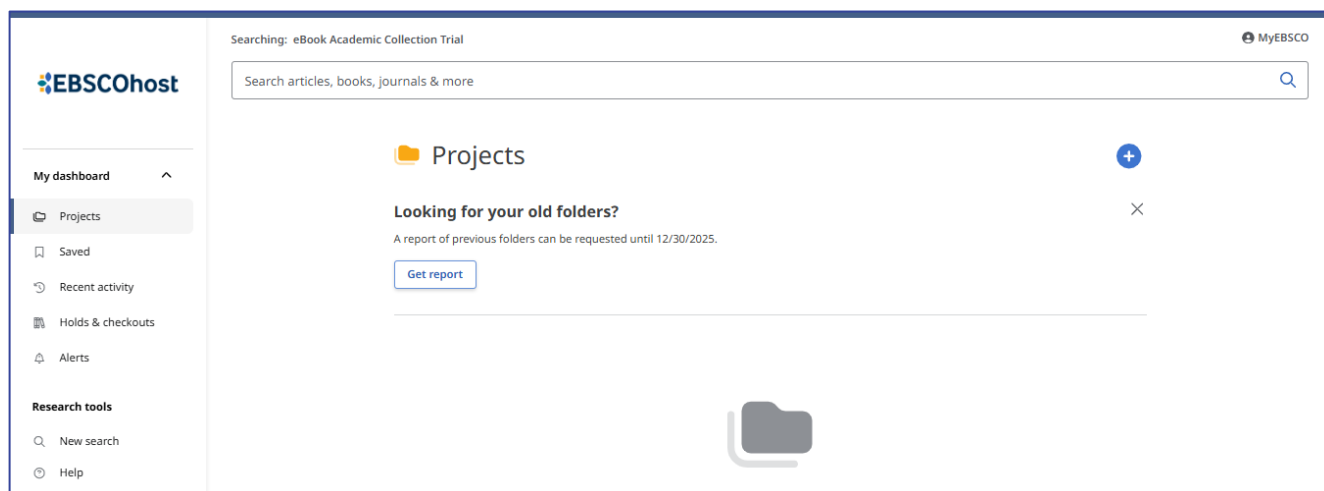 Searching: eBook Academic Collection Trial
MyEBSCO
EBSCOhost
Search articles, books, journals & more
Projects
My dashboard
Projects
Saved
Recent activity
Holds & checkouts
Alerts
Research tools
New search
Help
Looking for your old folders?
A report of previous folders can be requested until 12/30/2025.
Get report